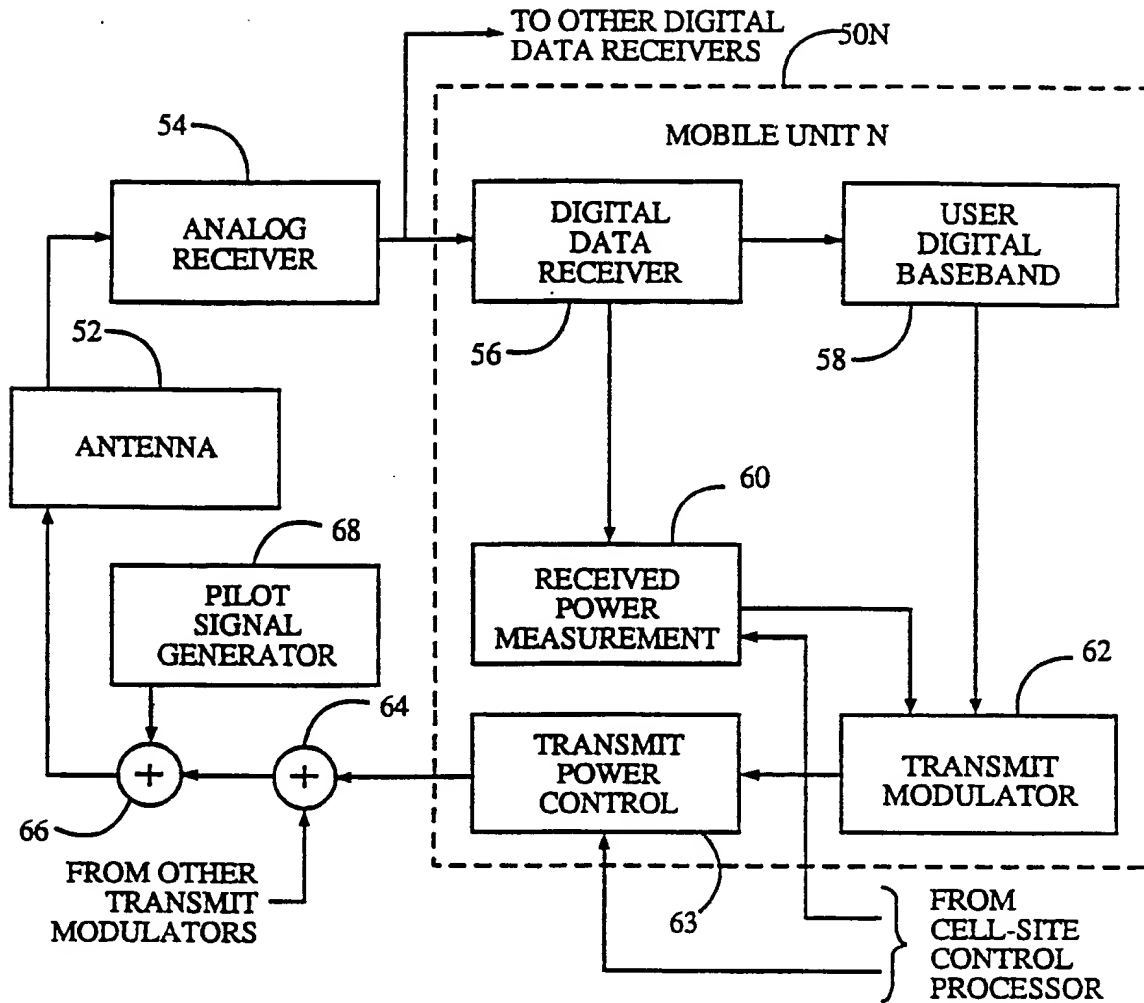 TO OTHER DIGITAL
DATA RECEIVERS
50N
54
MOBILE UNIT N
ANALOG
RECEIVER
DIGITAL
DATA
RECEIVER
USER
DIGITAL
BASEBAND
52
56
58
ANTENNA
60
68
PILOT
SIGNAL
GENERATOR
RECEIVED
POWER
MEASUREMENT
62
64
TRANSMIT
POWER
CONTROL
TRANSMIT
MODULATOR
+
+
66
FROM OTHER
TRANSMIT
MODULATORS
63
FROM
CELL-SITE
CONTROL
PROCESSOR